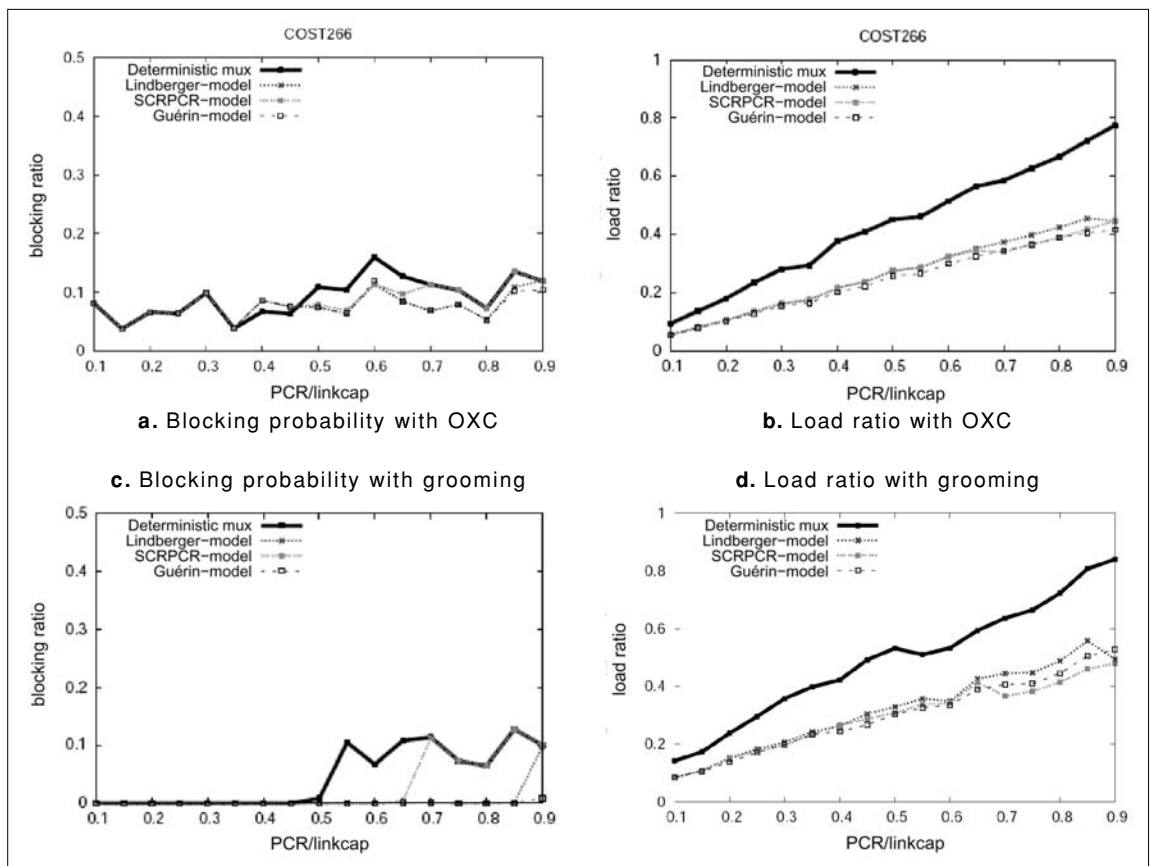 COST266
0.5
0.4
0.3
0.2
0.1
0
blocking ratio
Deterministic mux
Lindberger-model
SCRPCR-model
Guérin-model
0.1 0.2 0.3 0.4 0.5 0.6 0.7 0.8 0.9
PCR/linkcap
a. Blocking probability with OXC
COST266
1
0.8
0.6
0.4
0.2
0
load ratio
Deterministic mux
Lindberger-model
SCRPCR-model
Guérin-model
0.1 0.2 0.3 0.4 0.5 0.6 0.7 0.8 0.9
PCR/linkcap
b. Load ratio with OXC
c. Blocking probability with grooming
0.5
0.4
0.3
0.2
0.1
0
blocking ratio
Deterministic mux
Lindberger-model
SCRPCR-model
Guérin-model
0.1 0.2 0.3 0.4 0.5 0.6 0.7 0.8 0.9
PCR/linkcap
d. Load ratio with grooming
1
0.8
0.6
0.4
0.2
0
load ratio
Deterministic mux
Lindberger-model
SCRPCR-model
Guérin-model
0.1 0.2 0.3 0.4 0.5 0.6 0.7 0.8 0.9
PCR/linkcap